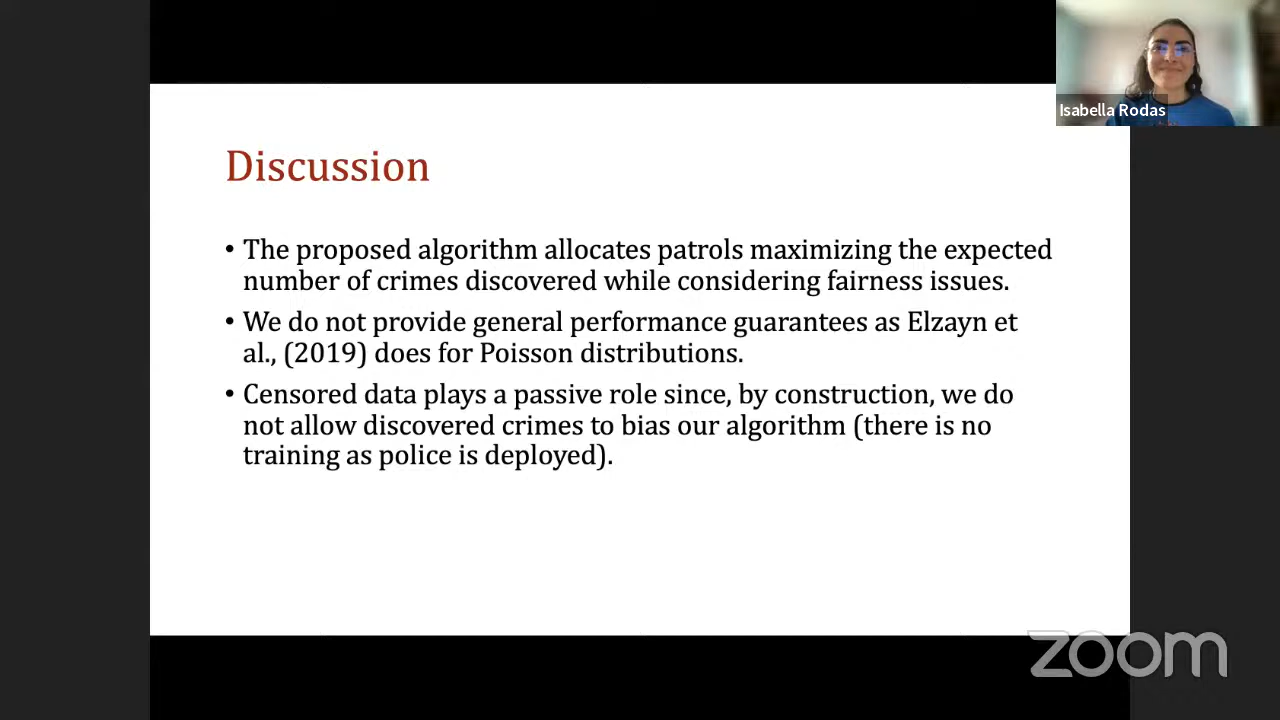 Isabella Rodas
Discussion
• The proposed algorithm allocates patrols maximizing the expected
number of crimes discovered while considering fairness issues.
• We do not provide general performance guarantees as Elzayn et
al., (2019) does for Poisson distributions.
• Censored data plays a passive role since, by construction, we do
not allow discovered crimes to bias our algorithm (there is no
training as police is deployed).
zoom